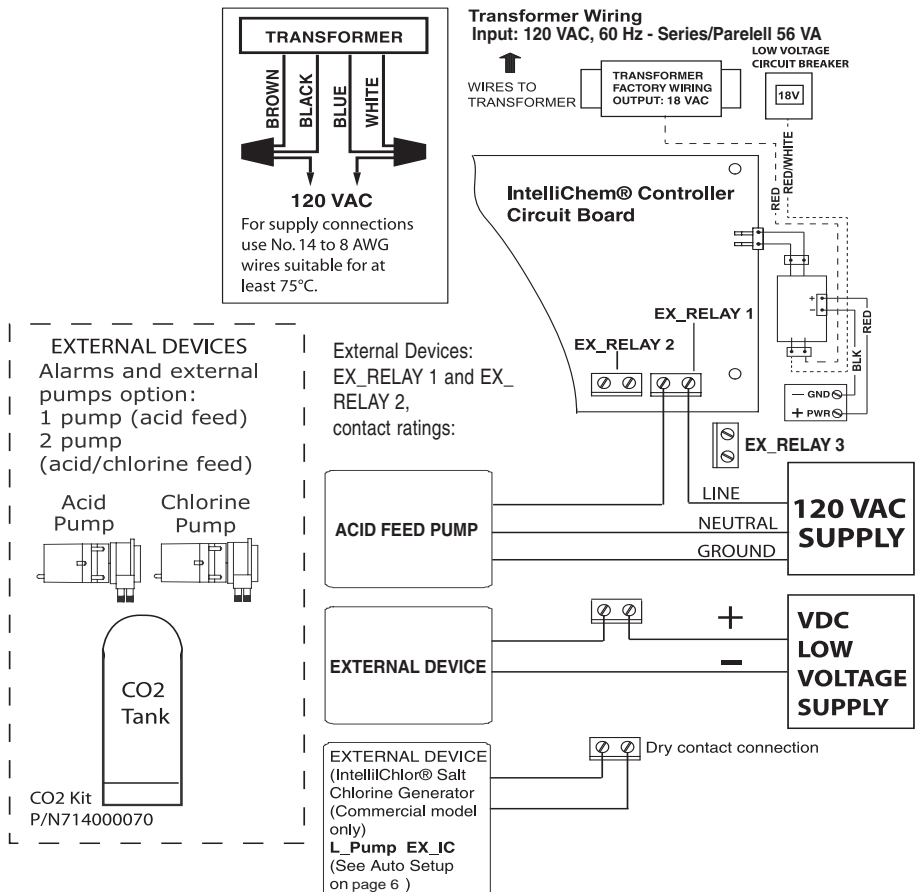 TRANSFORMER
BROWN
BLACK
BLUE
WHITE
120 VAC
For supply connections
use No. 14 to 8 AWG
wires suitable for at
least 75°C.
Transformer Wiring
Input: 120 VAC, 60 Hz - Series/Parelell 56 VA
WIRES TO
TRANSFORMER
TRANSFORMER
FACTORY WIRING
OUTPUT: 18 VAC
LOW VOLTAGE
CIRCUIT BREAKER
18V
RED
RED/WHITE
IntelliChem® Controller
Circuit Board
EX_RELAY 1
EX_RELAY 2
+
–
RED
BLK
— GND
+ PWR
EX_RELAY 3
EXTERNAL DEVICES
Alarms and external
pumps option:
1 pump (acid feed)
2 pump
(acid/chlorine feed)
Acid
Pump
Chlorine
Pump
CO2
Tank
CO2 Kit
P/N714000070
External Devices:
EX_RELAY 1 and EX_
RELAY 2,
contact ratings:
ACID FEED PUMP
LINE
NEUTRAL
GROUND
120 VAC
SUPPLY
EXTERNAL DEVICE
+
–
VDC
LOW
VOLTAGE
SUPPLY
EXTERNAL DEVICE
(IntelliIChlor® Salt
Chlorine Generator
(Commercial model
only)
L_Pump EX_IC
(See Auto Setup
on page 6 )
Dry contact connection